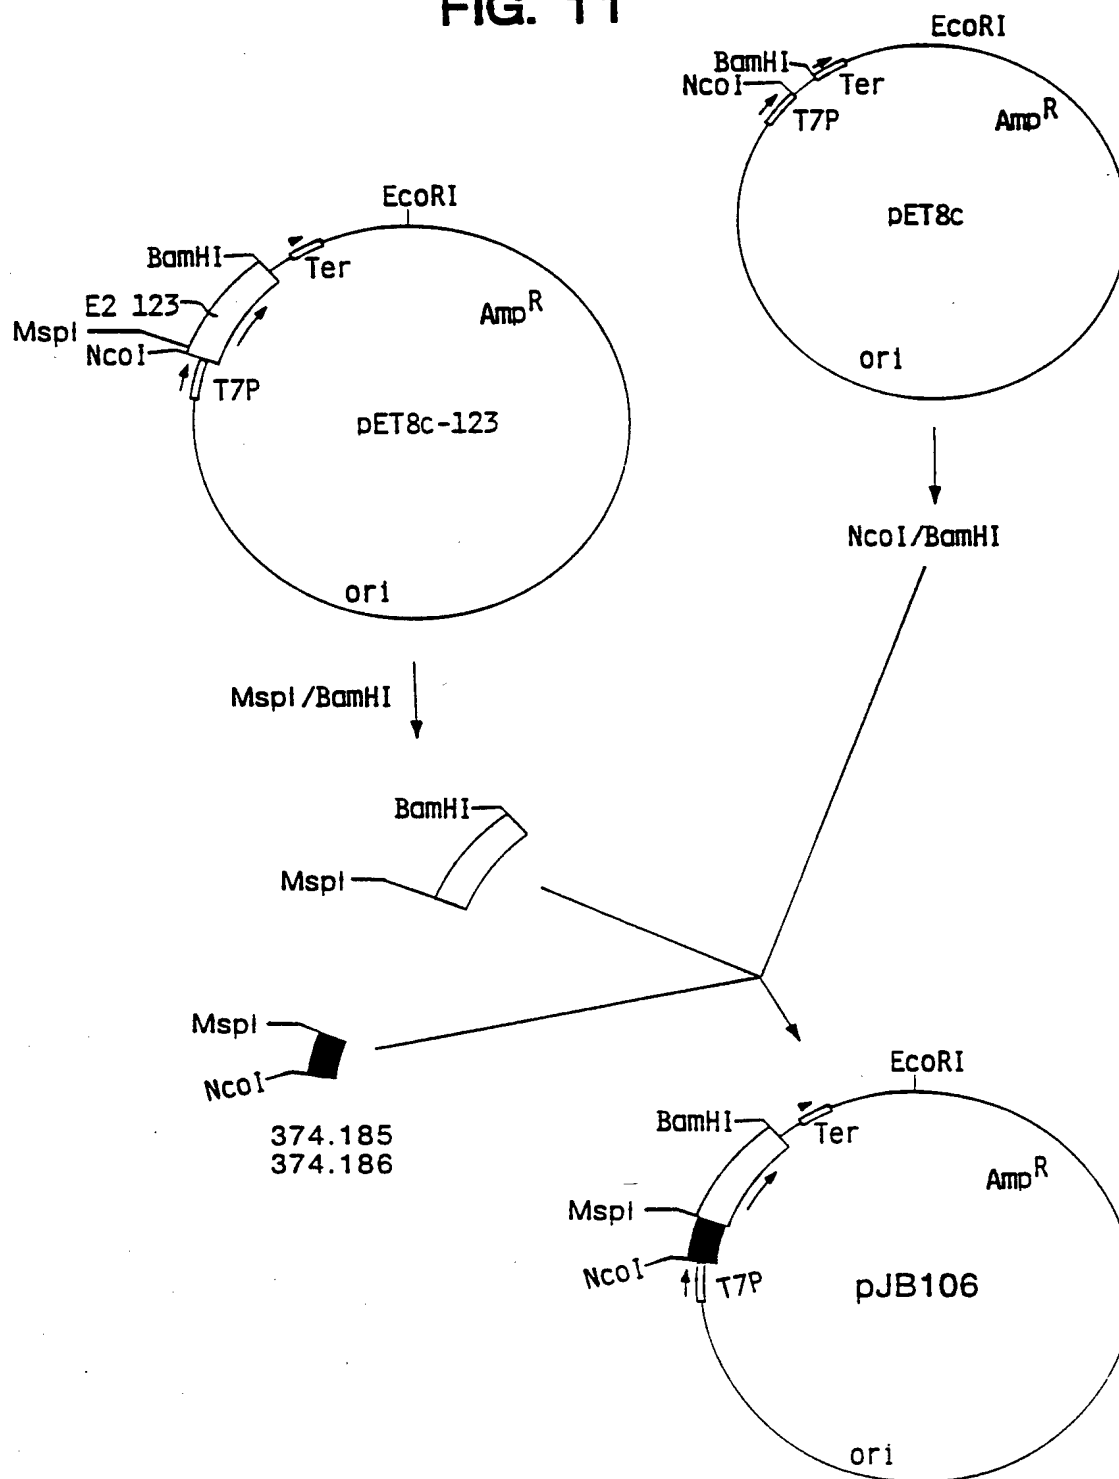 FIG. 11
EcoRI
BamHI
NcoI
Ter
T7P
AmpR
pET8c
ori
NcoI/BamHI
EcoRI
BamHI
Ter
E2 123
MspI
NcoI
T7P
AmpR
pET8c-123
ori
MspI/BamHI
BamHI
MspI
MspI
NcoI
374.185
374.186
EcoRI
BamHI
Ter
AmpR
MspI
NcoI
T7P
pJB106
ori